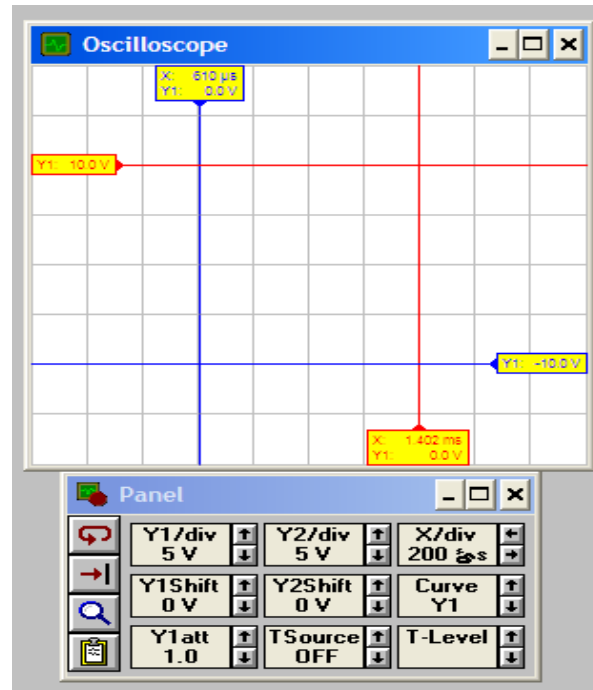 Oscilloscope
X: 610 µs
Y1: 0.0 V
Y1: 10.0 V
Y1: -10.0 V
X: 1.402 ms
Y1: 0.0 V
Panel
Y1/div
5 V
Y2/div
5 V
X/div
200 s
Y1Shift
0 V
Y2Shift
0 V
Curve
Y1
Y1att
1.0
TSource
OFF
T-Level